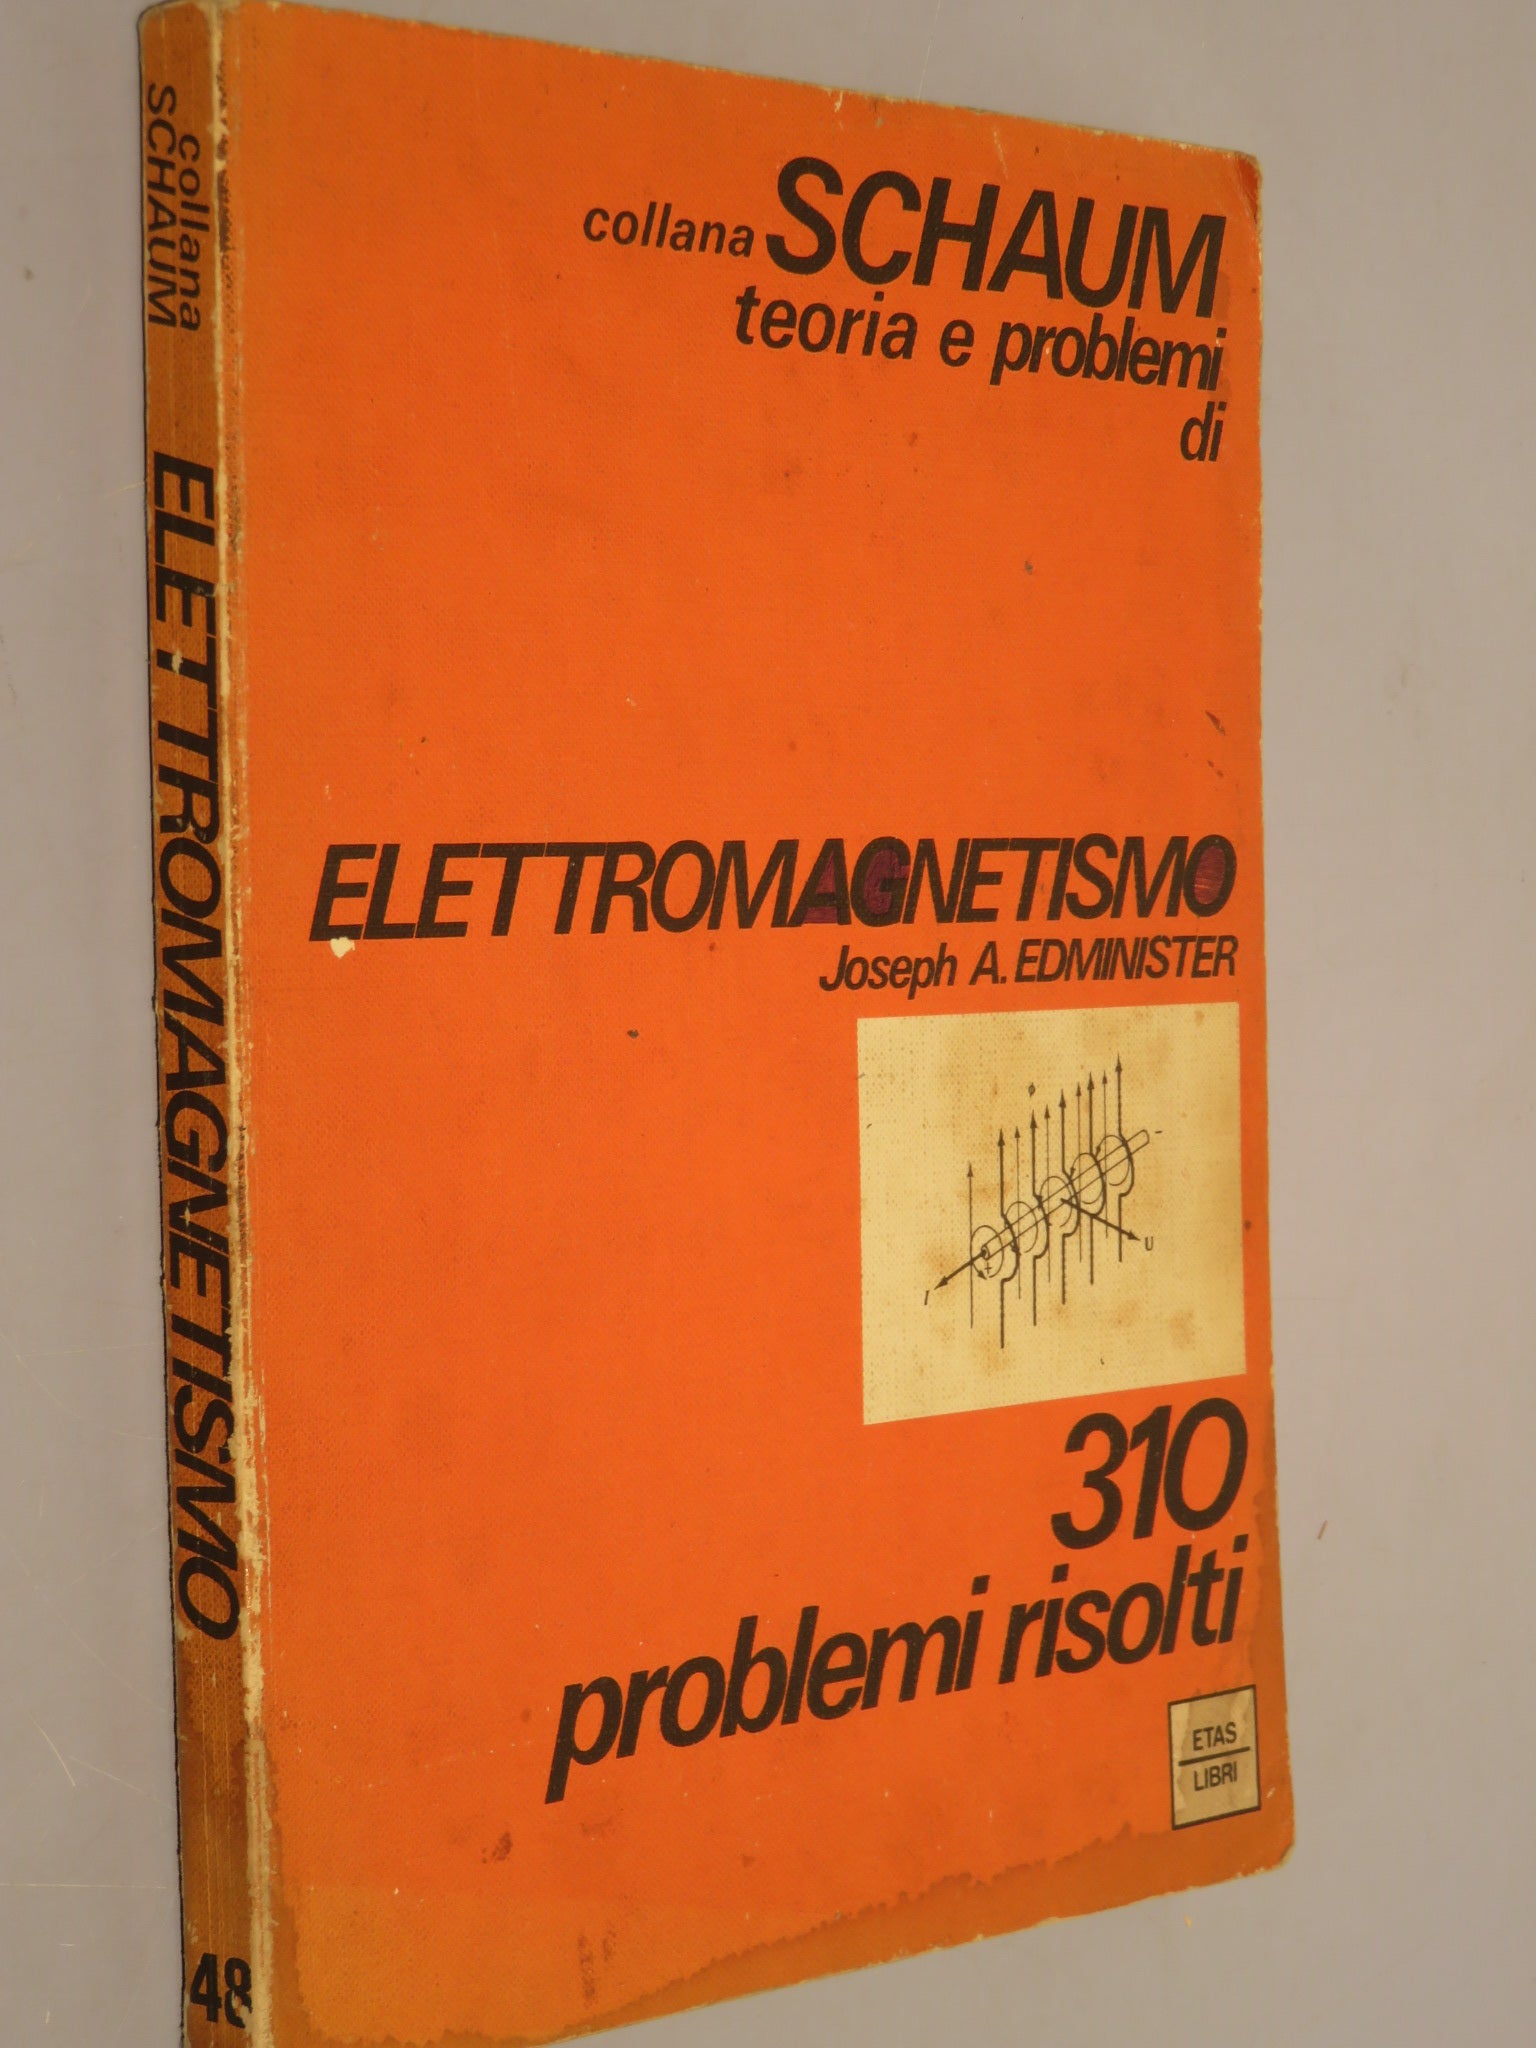 collana
SCHAUM
ELETTROMAGNETISMO
48
collana SCHAUM
teoria e problemi
di
ELETTROMAGNETISMO
Joseph A. EDMINISTER
φ
-
U
+
I
310
problemi risolti
ETAS
LIBRI